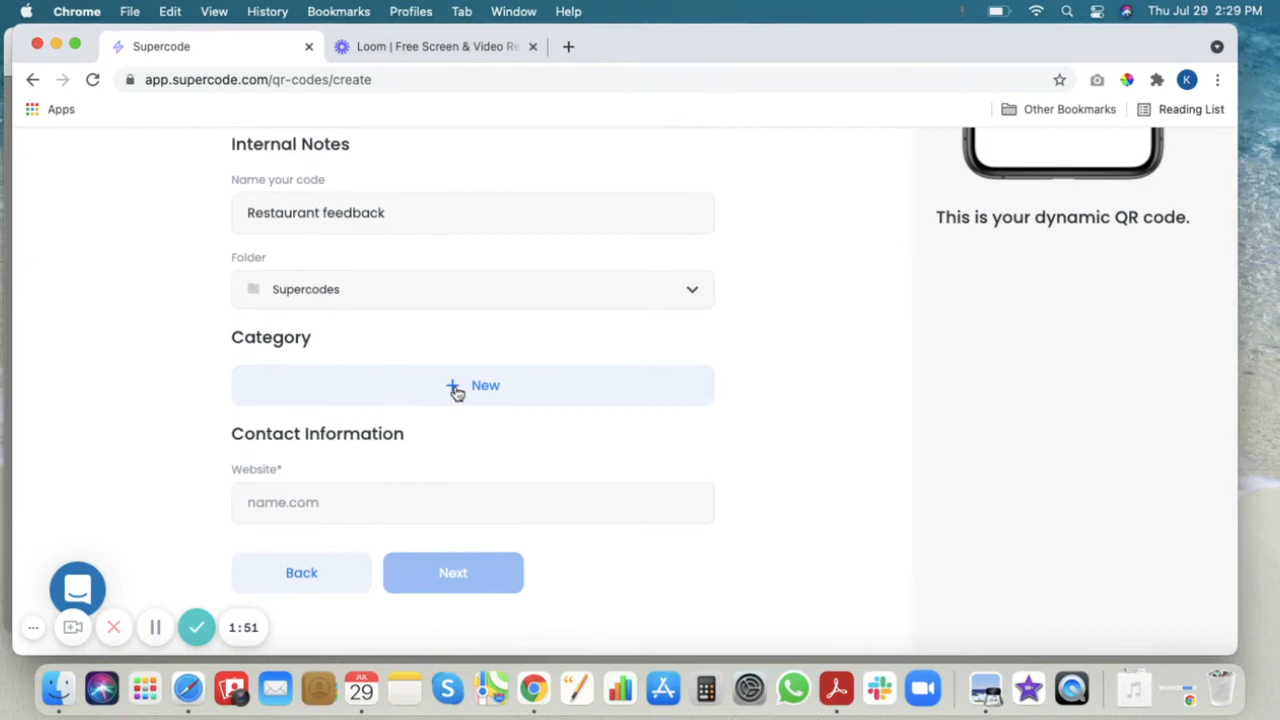 Chrome File Edit View History Bookmarks Profiles Tab Window Help Thu Jul 29 2:29 PM
Supercode Loom | Free Screen & Video Re
app.supercode.com/qr-codes/create K
Apps Other Bookmarks Reading List
Internal Notes
Name your code
Restaurant feedback
This is your dynamic QR code.
Folder
Supercodes
Category
+ New
Contact Information
Website*
name.com
Back Next
1:51
JUL
29